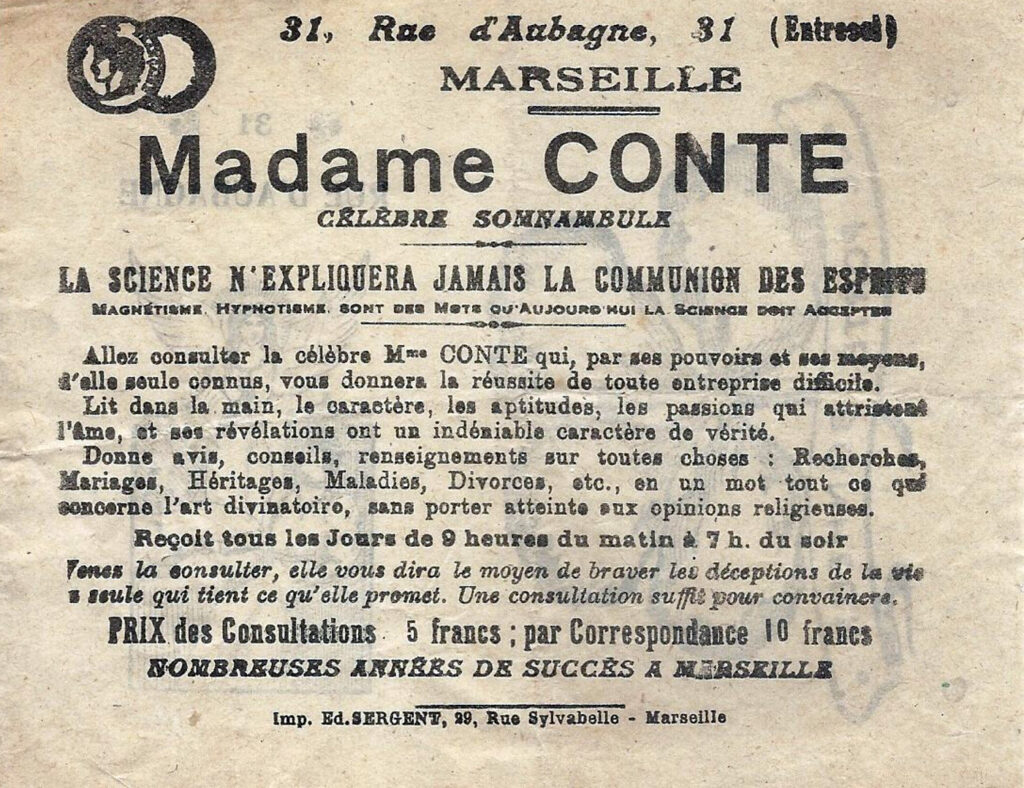 31, Rue d'Aubagne, 31 (Entresol)
MARSEILLE
Madame CONTE
CÉLÈBRE SOMNAMBULE
LA SCIENCE N'EXPLIQUERA JAMAIS LA COMMUNION DES ESPRITS
MAGNÉTISME, HYPNOTISME, SONT DES MOTS QU'AUJOURD'HUI LA SCIENCE DOIT ACCEPTER
Allez consulter la célèbre Mme CONTE qui, par ses pouvoirs et ses moyens,
d'elle seule connus, vous donnera la réussite de toute entreprise difficile.
Lit dans la main, le caractère, les aptitudes, les passions qui attristent
l'Ame, et ses révélations ont un indéniable caractère de vérité.
Donne avis, conseils, renseignements sur toutes choses : Recherches,
Mariages, Héritages, Maladies, Divorces, etc., en un mot tout ce qui
concerne l'art divinatoire, sans porter atteinte aux opinions religieuses.
Reçoit tous les Jours de 9 heures du matin à 7 h. du soir
Venez la consulter, elle vous dira le moyen de braver les déceptions de la vie
seule qui tient ce qu'elle promet. Une consultation suffit pour convaincre.
PRIX des Consultations 5 francs ; par Correspondance 10 francs
NOMBREUSES ANNÉES DE SUCCÈS A MARSEILLE
Imp. Ed. SERGENT, 29, Rue Sylvabelle - Marseille
31
RUE D'AUBAGNE